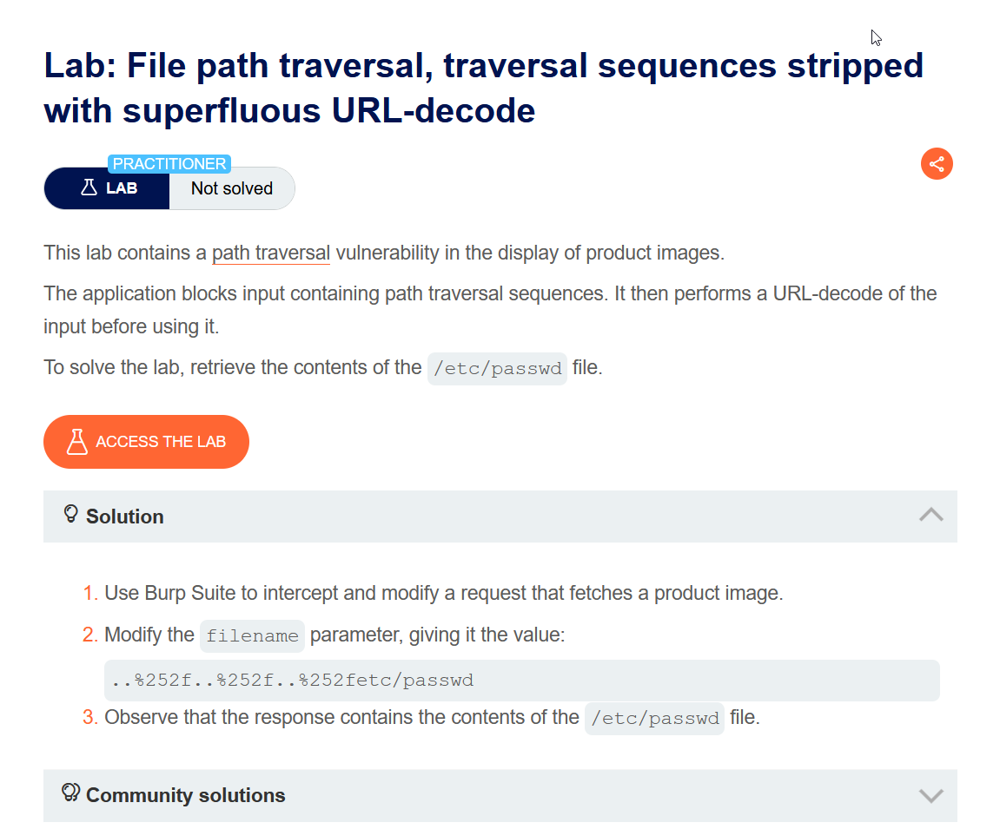 Lab: File path traversal, traversal sequences stripped
with superfluous URL-decode
PRACTITIONER
LAB
Not solved
This lab contains a path traversal vulnerability in the display of product images.
The application blocks input containing path traversal sequences. It then performs a URL-decode of the
input before using it.
To solve the lab, retrieve the contents of the /etc/passwd file.
ACCESS THE LAB
Solution
1. Use Burp Suite to intercept and modify a request that fetches a product image.
2. Modify the filename parameter, giving it the value:
..%252f..%252f..%252fetc/passwd
3. Observe that the response contains the contents of the /etc/passwd file.
Community solutions